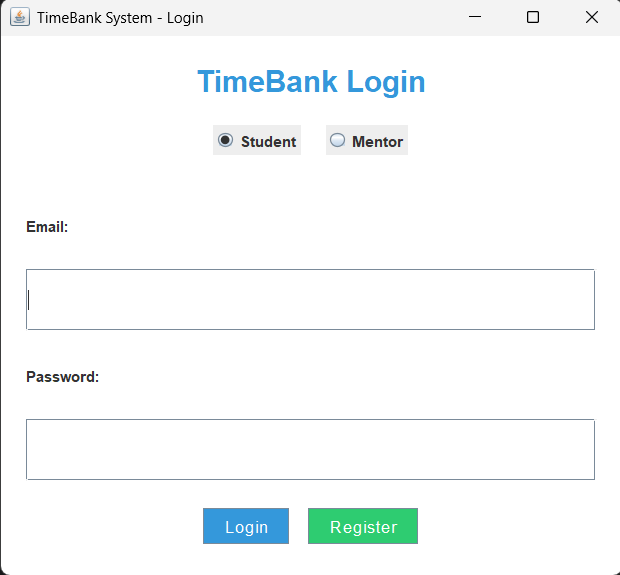 TimeBank System - Login
TimeBank Login
Student Mentor
Email:
Password:
Login Register